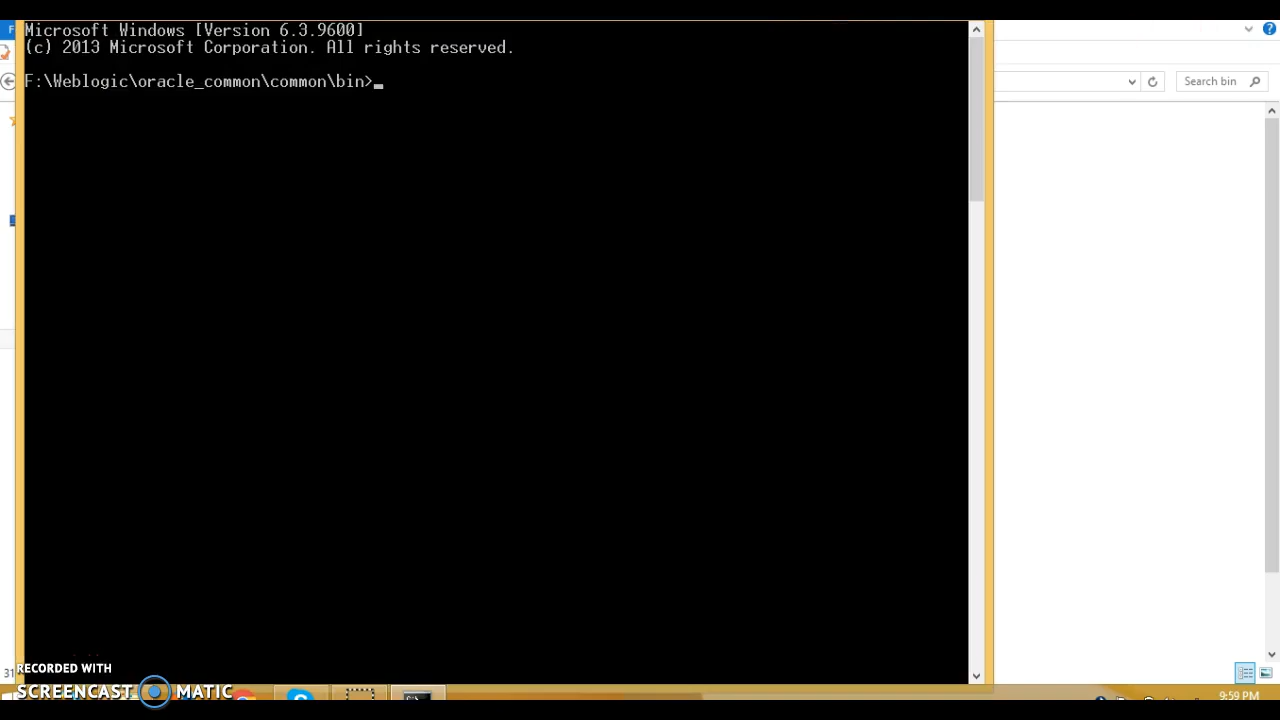 Microsoft Windows [Version 6.3.9600]
(c) 2013 Microsoft Corporation. All rights reserved.
F:\Weblogic\oracle_common\common\bin>
Search bin
31
RECORDED WITH
SCREENCAST MATIC
9:59 PM